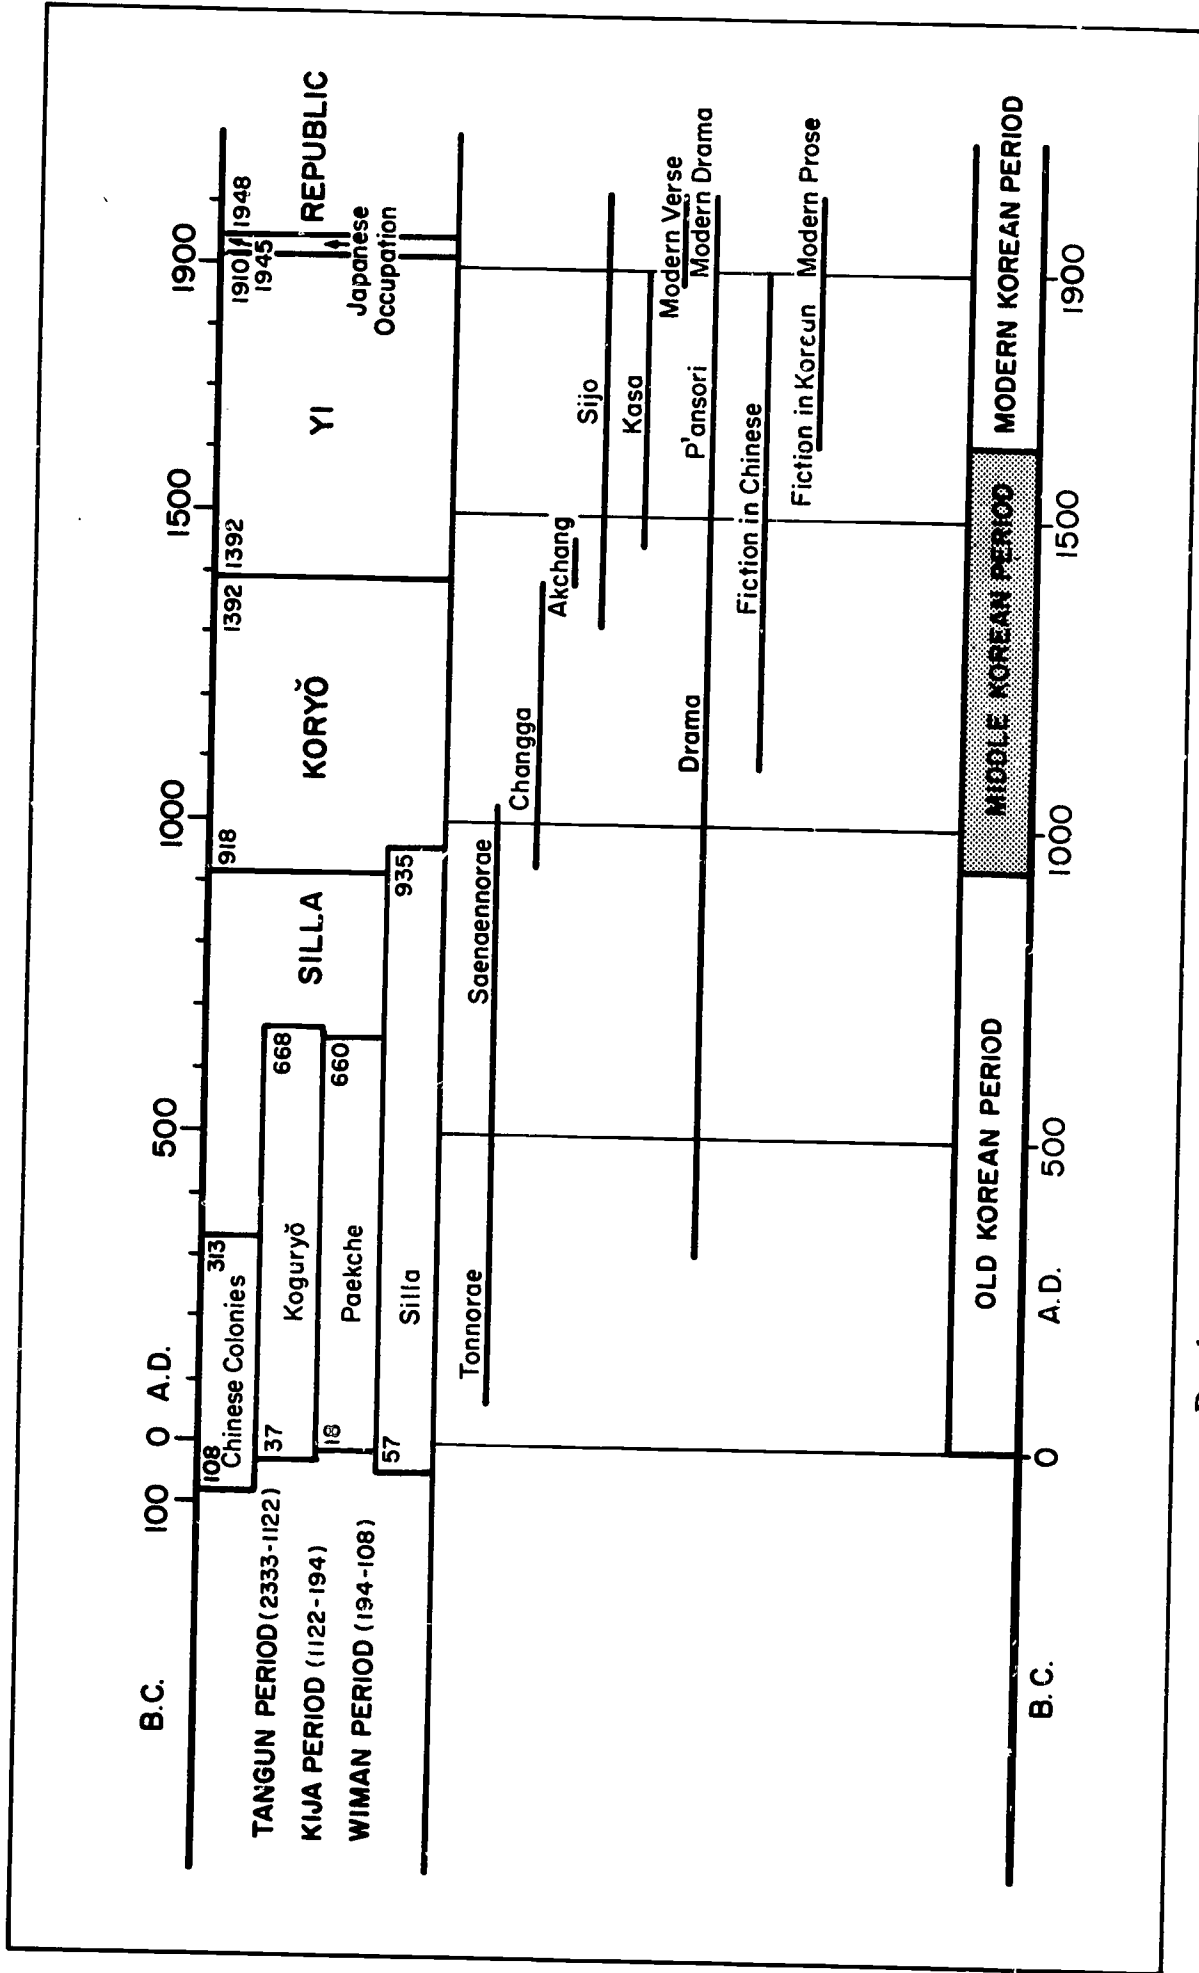 B.C.
100
0
A.D.
500
1000
1500
1900
TANGUN PERIOD (2333-1122)
KIJA PERIOD (1122-194)
WIMAN PERIOD (194-108)
108
313
Chinese Colonies
37
Koguryŏ
668
18
Paekche
660
57
Silla
935
SILLA
918
KORYŎ
1392
1392
YI
1910
1945
1948
Japanese
Occupation
REPUBLIC
Tonnorae
Saenaennorae
Changga
Akchang
Sijo
Kasa
Modern Verse
Drama
P'ansori
Modern Drama
Fiction in Chinese
Fiction in Korean
Modern Prose
OLD KOREAN PERIOD
MIDDLE KOREAN PERIOD
MODERN KOREAN PERIOD
B.C.
0
A.D.
500
1000
1500
1900